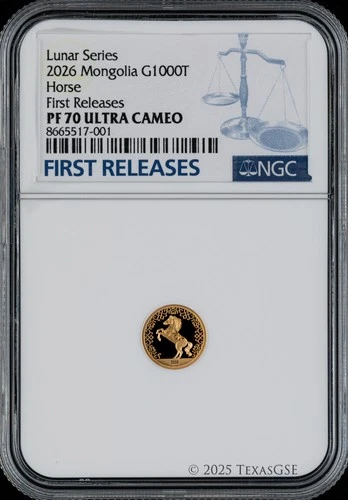 Lunar Series
2026 Mongolia G1000T
Horse
First Releases
PF 70 ULTRA CAMEO
8665517-001
FIRST RELEASES
NGC
2026
© 2025 TEXASGSE